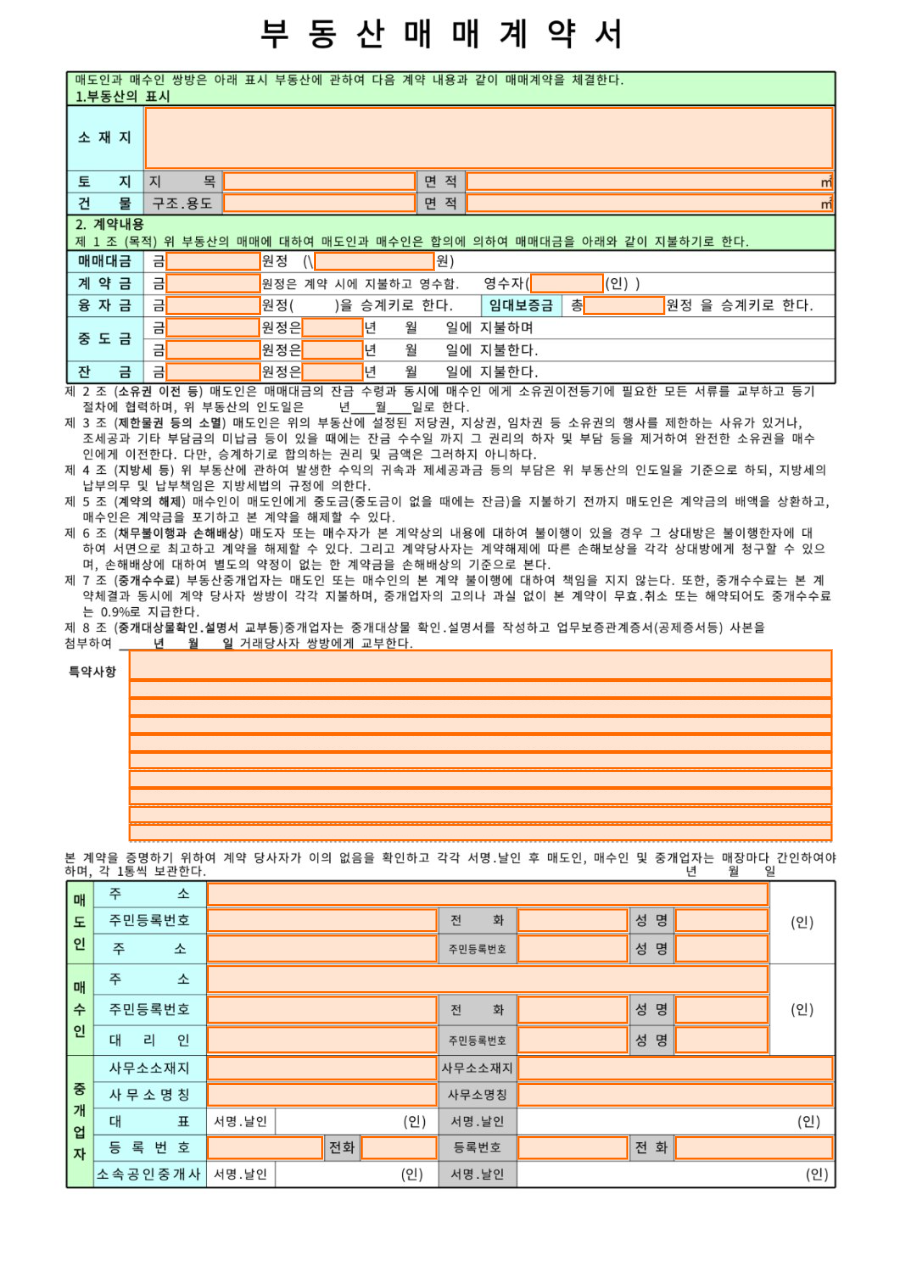 부 동 산 매 매 계 약 서
매도인과 매수인 쌍방은 아래 표시 부동산에 관하여 다음 계약 내용과 같이 매매계약을 체결한다.
1.부동산의 표시
소 재 지
토 지 지 목 면 적 ㎡
건 물 구조.용도 면 적 ㎡
2. 계약내용
제 1 조 (목적) 위 부동산의 매매에 대하여 매도인과 매수인은 합의에 의하여 매매대금을 아래와 같이 지불하기로 한다.
매매대금 금 원정 (\ 원)
계 약 금 금 원정은 계약 시에 지불하고 영수함. 영수자( (인) )
융 자 금 금 원정( )을 승계키로 한다. 임대보증금 총 원정 을 승계키로 한다.
중 도 금 금 원정은 년 월 일에 지불하며
금 원정은 년 월 일에 지불한다.
잔 금 금 원정은 년 월 일에 지불한다.
제 2 조 (소유권 이전 등) 매도인은 매매대금의 잔금 수령과 동시에 매수인 에게 소유권이전등기에 필요한 모든 서류를 교부하고 등기
절차에 협력하며, 위 부동산의 인도일은 년___월___일로 한다.
제 3 조 (제한물권 등의 소멸) 매도인은 위의 부동산에 설정된 저당권, 지상권, 임차권 등 소유권의 행사를 제한하는 사유가 있거나,
조세공과 기타 부담금의 미납금 등이 있을 때에는 잔금 수수일 까지 그 권리의 하자 및 부담 등을 제거하여 완전한 소유권을 매수
인에게 이전한다. 다만, 승계하기로 합의하는 권리 및 금액은 그러하지 아니하다.
제 4 조 (지방세 등) 위 부동산에 관하여 발생한 수익의 귀속과 제세공과금 등의 부담은 위 부동산의 인도일을 기준으로 하되, 지방세의
납부의무 및 납부책임은 지방세법의 규정에 의한다.
제 5 조 (계약의 해제) 매수인이 매도인에게 중도금(중도금이 없을 때에는 잔금)을 지불하기 전까지 매도인은 계약금의 배액을 상환하고,
매수인은 계약금을 포기하고 본 계약을 해제할 수 있다.
제 6 조 (채무불이행과 손해배상) 매도자 또는 매수자가 본 계약상의 내용에 대하여 불이행이 있을 경우 그 상대방은 불이행한자에 대
하여 서면으로 최고하고 계약을 해제할 수 있다. 그리고 계약당사자는 계약해제에 따른 손해보상을 각각 상대방에게 청구할 수 있으
며, 손해배상에 대하여 별도의 약정이 없는 한 계약금을 손해배상의 기준으로 본다.
제 7 조 (중개수수료) 부동산중개업자는 매도인 또는 매수인의 본 계약 불이행에 대하여 책임을 지지 않는다. 또한, 중개수수료는 본 계
약체결과 동시에 계약 당사자 쌍방이 각각 지불하며, 중개업자의 고의나 과실 없이 본 계약이 무효.취소 또는 해약되어도 중개수수료
는 0.9%로 지급한다.
제 8 조 (중개대상물확인.설명서 교부등)중개업자는 중개대상물 확인.설명서를 작성하고 업무보증관계증서(공제증서등) 사본을
첨부하여 _____년 월 일 거래당사자 쌍방에게 교부한다.
특약사항
본 계약을 증명하기 위하여 계약 당사자가 이의 없음을 확인하고 각각 서명.날인 후 매도인, 매수인 및 중개업자는 매장마다 간인하여야
하며, 각 1통씩 보관한다. 년 월 일
매도인
주 소
주민등록번호 전 화 성 명 (인)
주 소 주민등록번호 성 명
매수인
주 소
주민등록번호 전 화 성 명 (인)
대 리 인 주민등록번호 성 명
중개업자
사무소소재지 사무소소재지
사무소명칭 사무소명칭
대 표 서명.날인 (인) 서명.날인 (인)
등 록 번 호 전화 등록번호 전 화
소속공인중개사 서명.날인 (인) 서명.날인 (인)